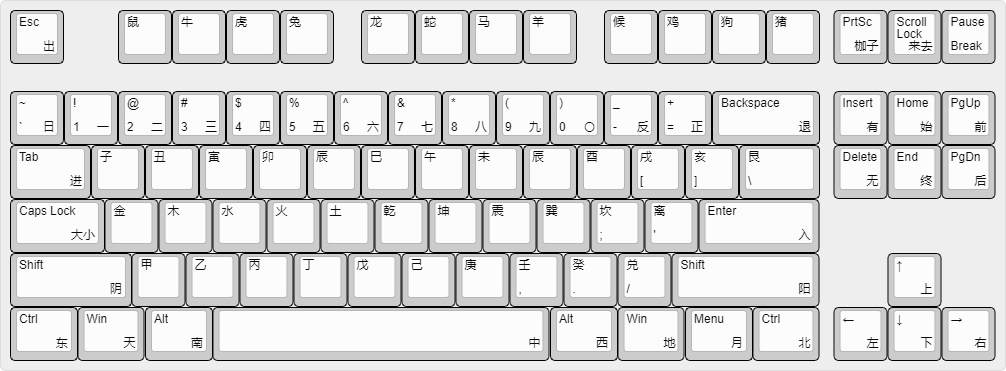 Esc 出 鼠 牛 虎 兔 龙 蛇 马 羊 候 鸡 狗 猪 PrtSc 枷子 Scroll Lock 来去 Pause Break
~ ` 日 ! 1 一 @ 2 二 # 3 三 $ 4 四 % 5 五 ^ 6 六 & 7 七 * 8 八 ( 9 九 ) 0 〇 _ - 反 + = 正 Backspace 退 Insert 有 Home 始 PgUp 前
Tab 进 子 丑 寅 卯 辰 巳 午 未 辰 酉 戌 [ 亥 ] 艮 \ Delete 无 End 终 PgDn 后
Caps Lock 大小 金 木 水 火 土 乾 坤 震 巽 坎 ; 离 ' Enter 入
Shift 阴 甲 乙 丙 丁 戊 己 庚 壬 , 癸 . 兑 / Shift 阳 ↑ 上
Ctrl 东 Win 天 Alt 南 中 Alt 西 Win 地 Menu 月 Ctrl 北 ← 左 ↓ 下 → 右